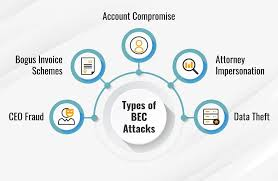 Account Compromise
Bogus Invoice
Schemes
Attorney
Impersonation
CEO Fraud
Types of
BEC
Attacks
Data Theft